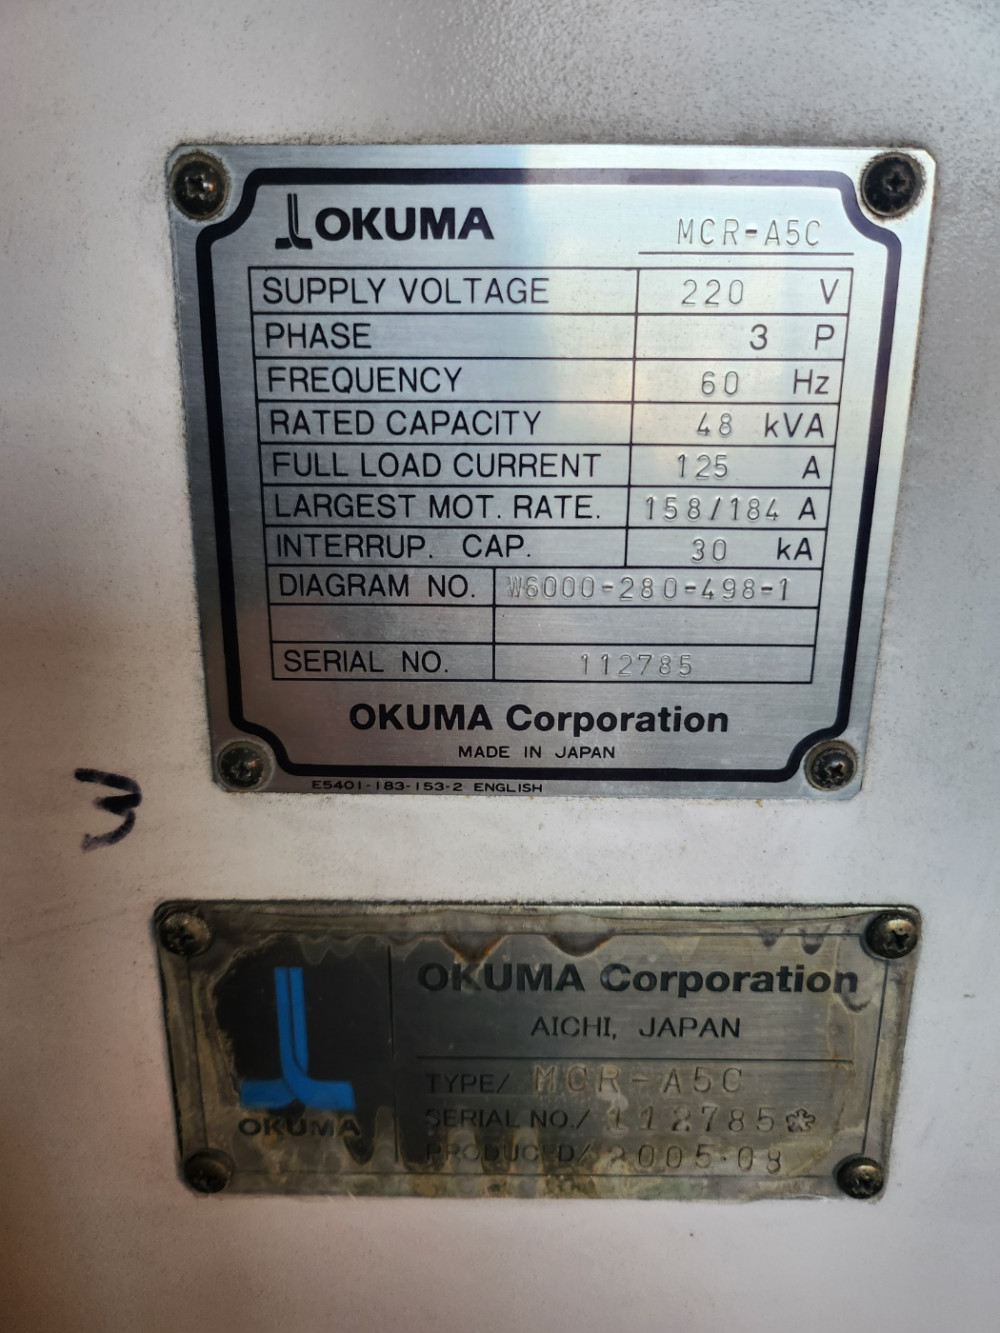 OKUMA MCR-A5C
SUPPLY VOLTAGE 220 V
PHASE 3 P
FREQUENCY 60 Hz
RATED CAPACITY 48 kVA
FULL LOAD CURRENT 125 A
LARGEST MOT. RATE. 158/184 A
INTERRUP. CAP. 30 kA
DIAGRAM NO. W6000-280-498-1
SERIAL NO. 112785
OKUMA Corporation
MADE IN JAPAN
E5401-183-153-2 ENGLISH
OKUMA Corporation
AICHI, JAPAN
TYPE/ MCR-A5C
SERIAL NO./ 112785*
PRODUCED/ 2005.08
OKUMA